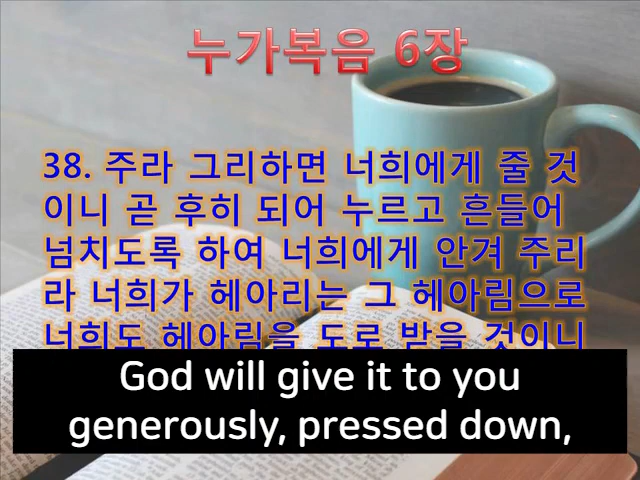 누가복음 6장
38. 주라 그리하면 너희에게 줄 것
이니 곧 후히 되어 누르고 흔들어
넘치도록 하여 너희에게 안겨 주리
라 너희가 헤아리는 그 헤아림으로
너희도 헤아림을 도로 받을 것이니
God will give it to you
generously, pressed down,